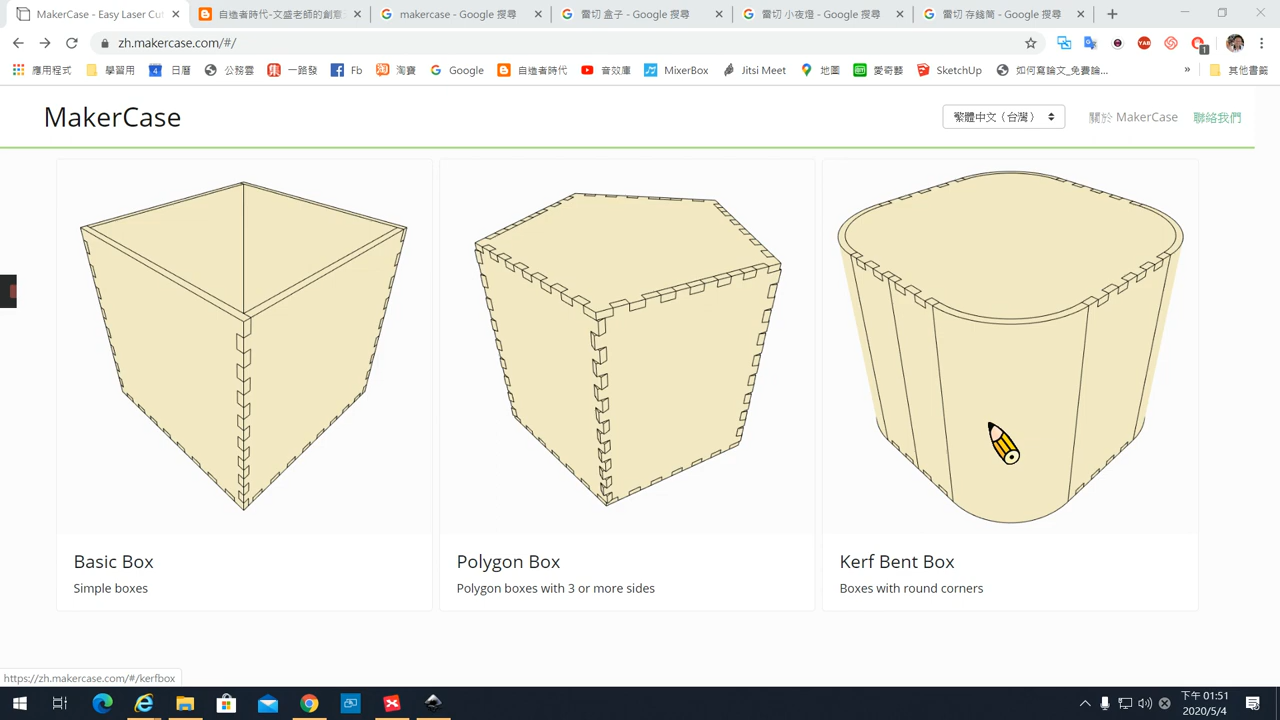 MakerCase - Easy Laser Cut
自造者時代-文盛老師的創意
makercase - Google 搜尋
雷切 盒子 - Google 搜尋
雷切 小夜燈 - Google 搜尋
雷切 存錢筒 - Google 搜尋
zh.makercase.com/#/
應用程式
學習用
日曆
公務雲
一路發
Fb
淘寶
Google
自造者時代
音效庫
MixerBox
Jitsi Meet
地圖
愛奇藝
SketchUp
如何寫論文_免費論...
»
其他書籤
MakerCase
繁體中文（台灣）
關於 MakerCase
聯絡我們
Basic Box
Simple boxes
Polygon Box
Polygon boxes with 3 or more sides
Kerf Bent Box
Boxes with round corners
https://zh.makercase.com/#/kerfbox
下午 01:51
2020/5/4